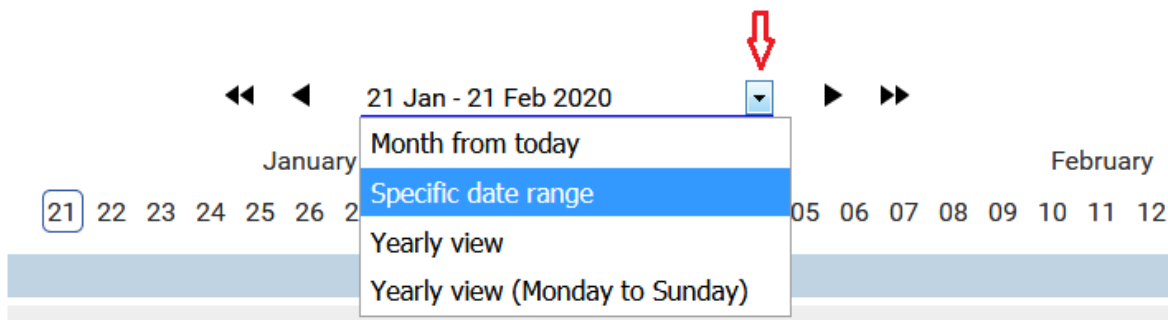 21 Jan - 21 Feb 2020
Month from today
January
February
Specific date range
21 22 23 24 25 26 2
05 06 07 08 09 10 11 12
Yearly view
Yearly view (Monday to Sunday)